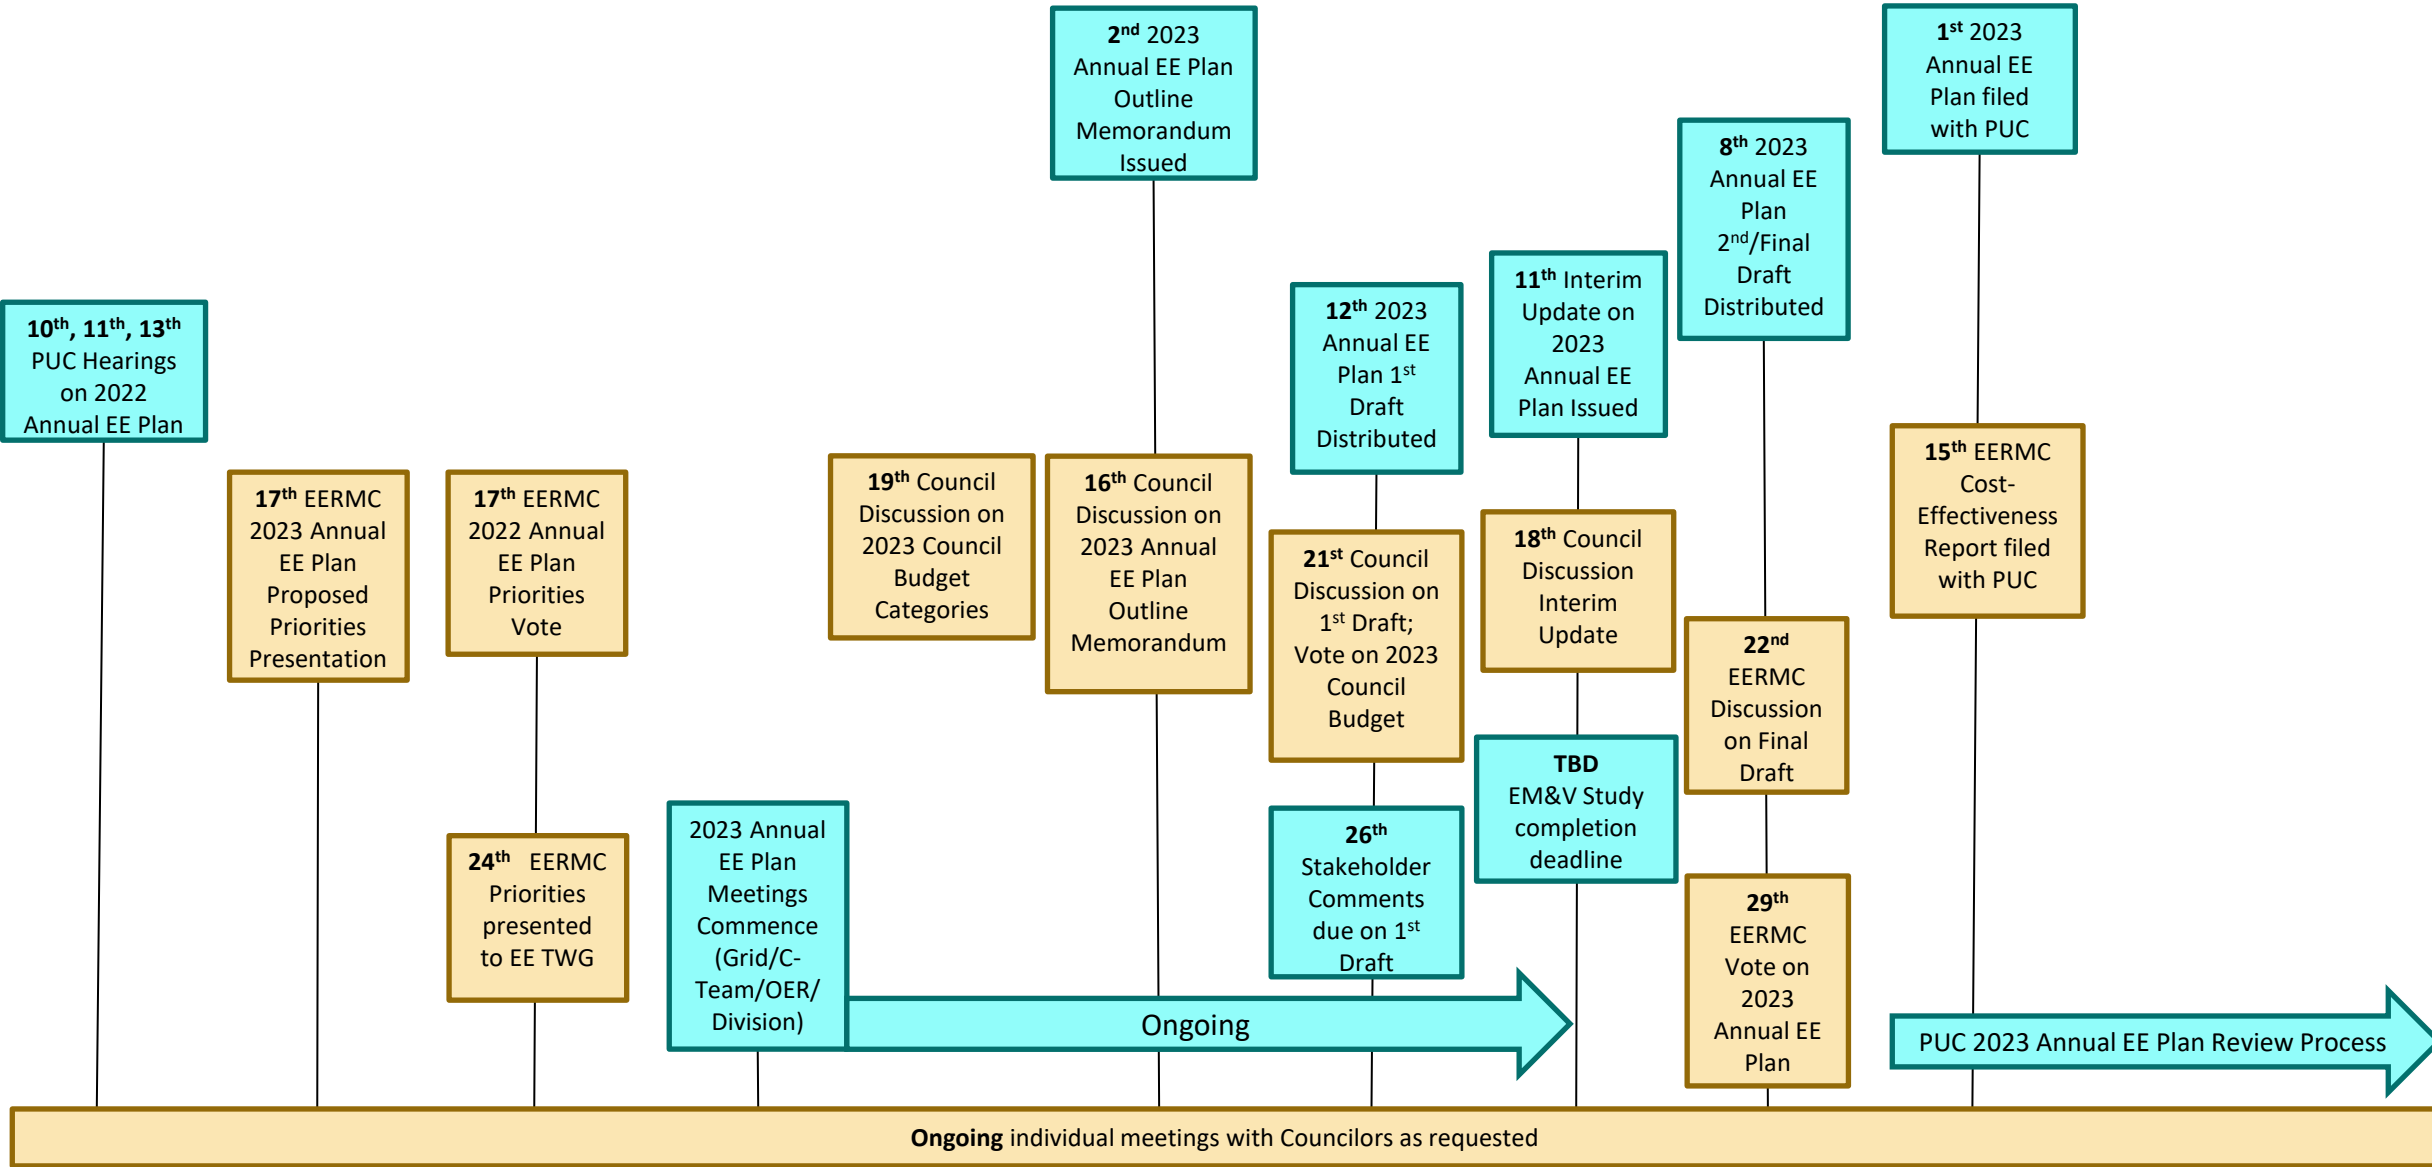 10th, 11th, 13th
PUC Hearings
on 2022
Annual EE Plan
17th EERMC
2023 Annual
EE Plan
Proposed
Priorities
Presentation
17th EERMC
2022 Annual
EE Plan
Priorities
Vote
24th EERMC
Priorities
presented
to EE TWG
2023 Annual
EE Plan
Meetings
Commence
(Grid/C-
Team/OER/
Division)
Ongoing
19th Council
Discussion on
2023 Council
Budget
Categories
2nd 2023
Annual EE Plan
Outline
Memorandum
Issued
16th Council
Discussion on
2023 Annual
EE Plan
Outline
Memorandum
12th 2023
Annual EE
Plan 1st
Draft
Distributed
21st Council
Discussion on
1st Draft;
Vote on 2023
Council
Budget
26th
Stakeholder
Comments
due on 1st
Draft
11th Interim
Update on
2023
Annual EE
Plan Issued
18th Council
Discussion
Interim
Update
TBD
EM&V Study
completion
deadline
8th 2023
Annual EE
Plan
2nd/Final
Draft
Distributed
22nd
EERMC
Discussion
on Final
Draft
29th
EERMC
Vote on
2023
Annual EE
Plan
1st 2023
Annual EE
Plan filed
with PUC
15th EERMC
Cost-
Effectiveness
Report filed
with PUC
PUC 2023 Annual EE Plan Review Process
Ongoing individual meetings with Councilors as requested